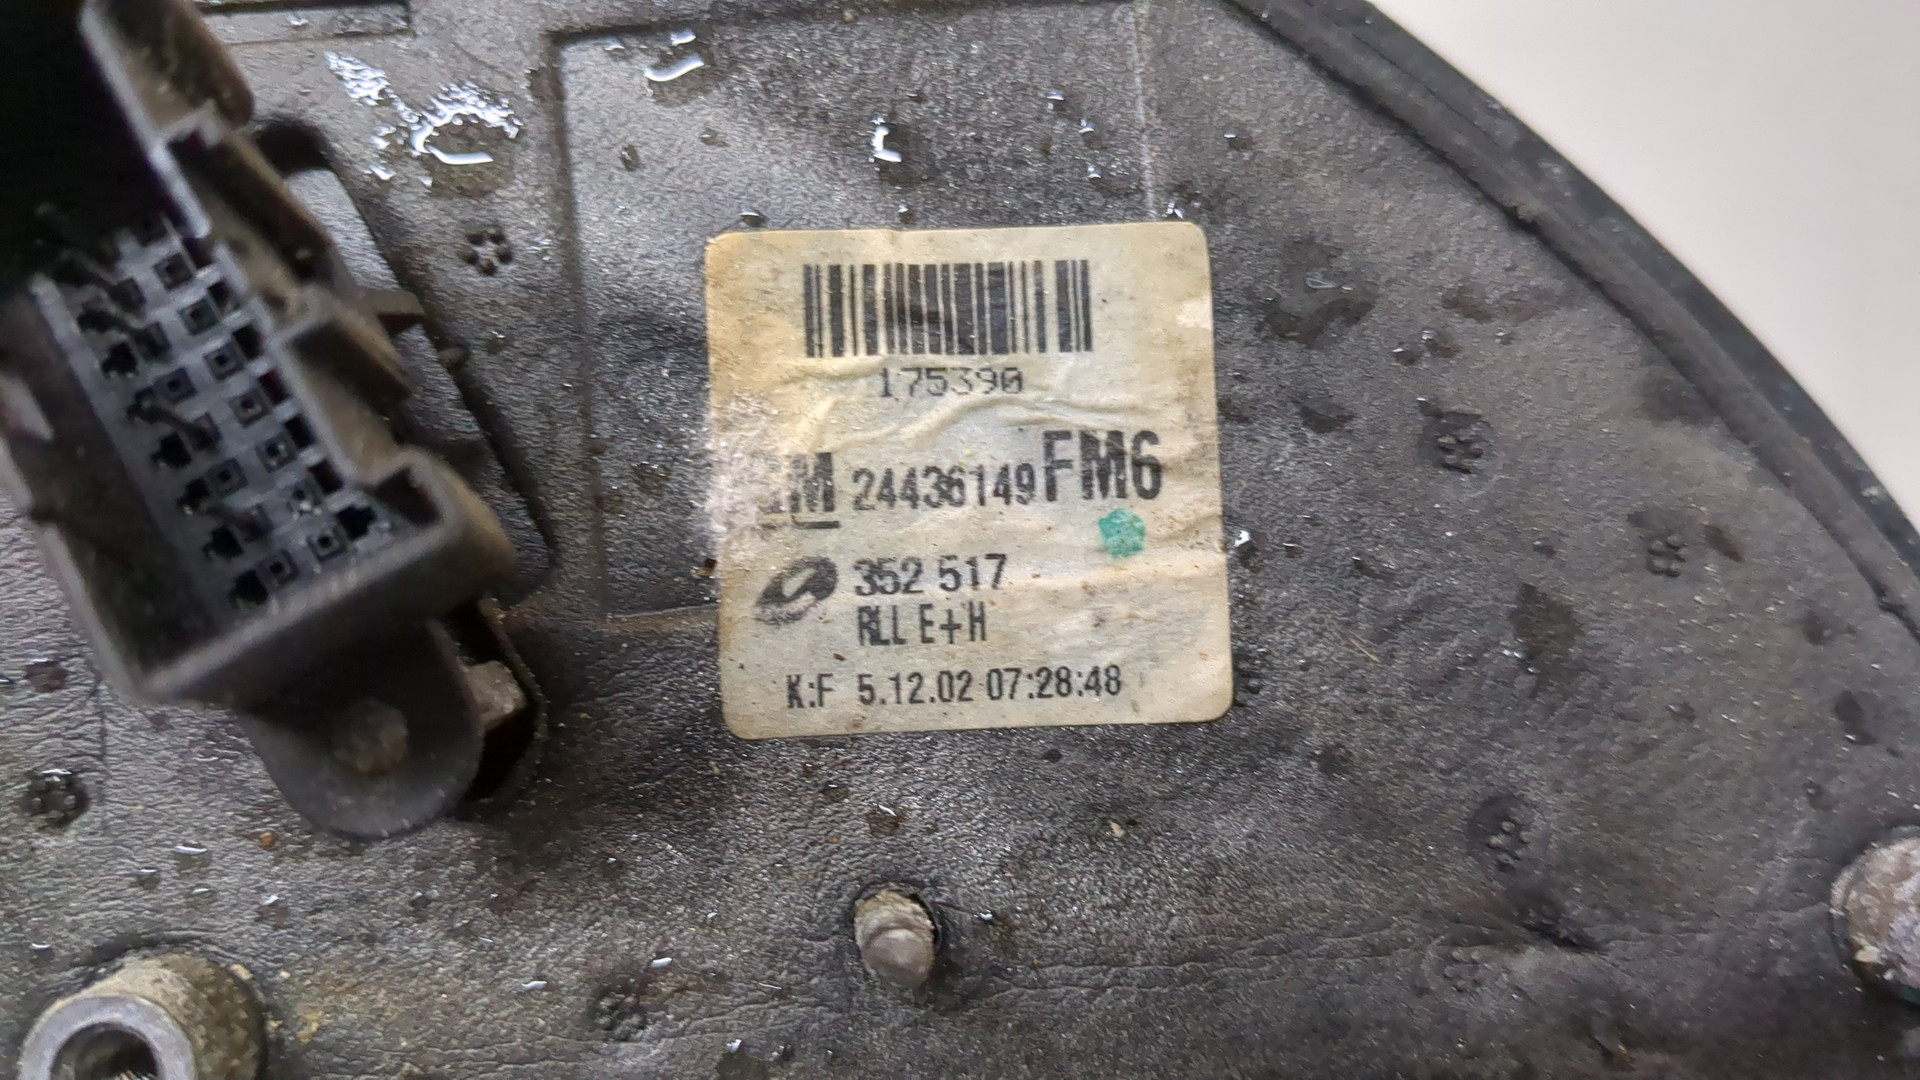 175390
GM 24436149 FM6
352 517
RLL E+H
K:F 5.12.02 07:28:48